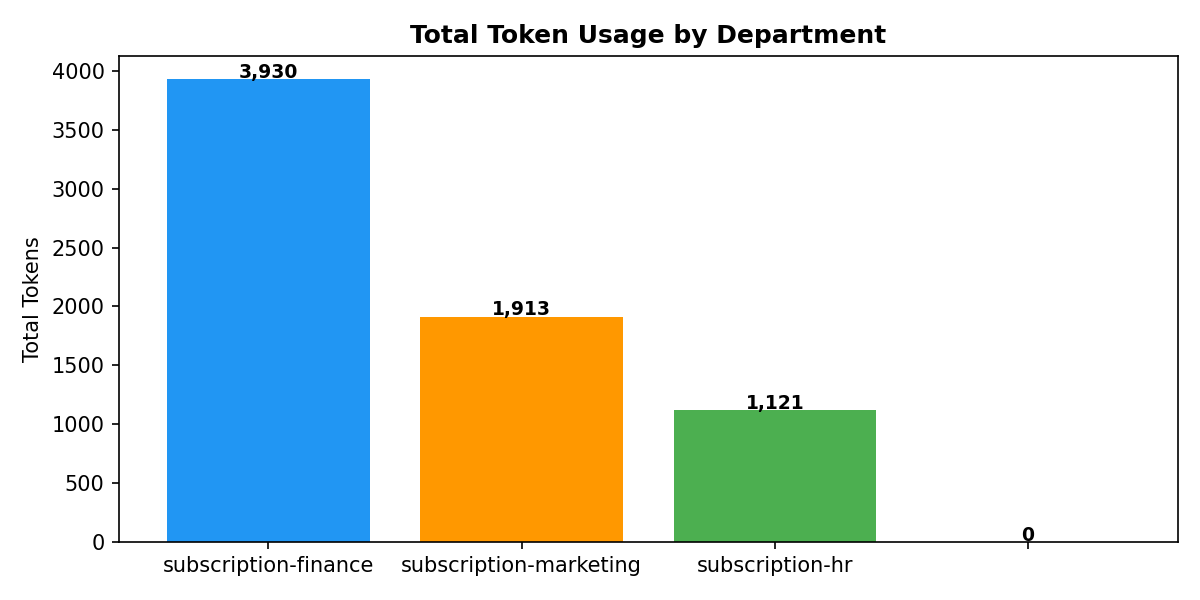 Total Token Usage by Department
Total Tokens
4000
3500
3000
2500
2000
1500
1000
500
0
3,930
1,913
1,121
0
subscription-finance
subscription-marketing
subscription-hr